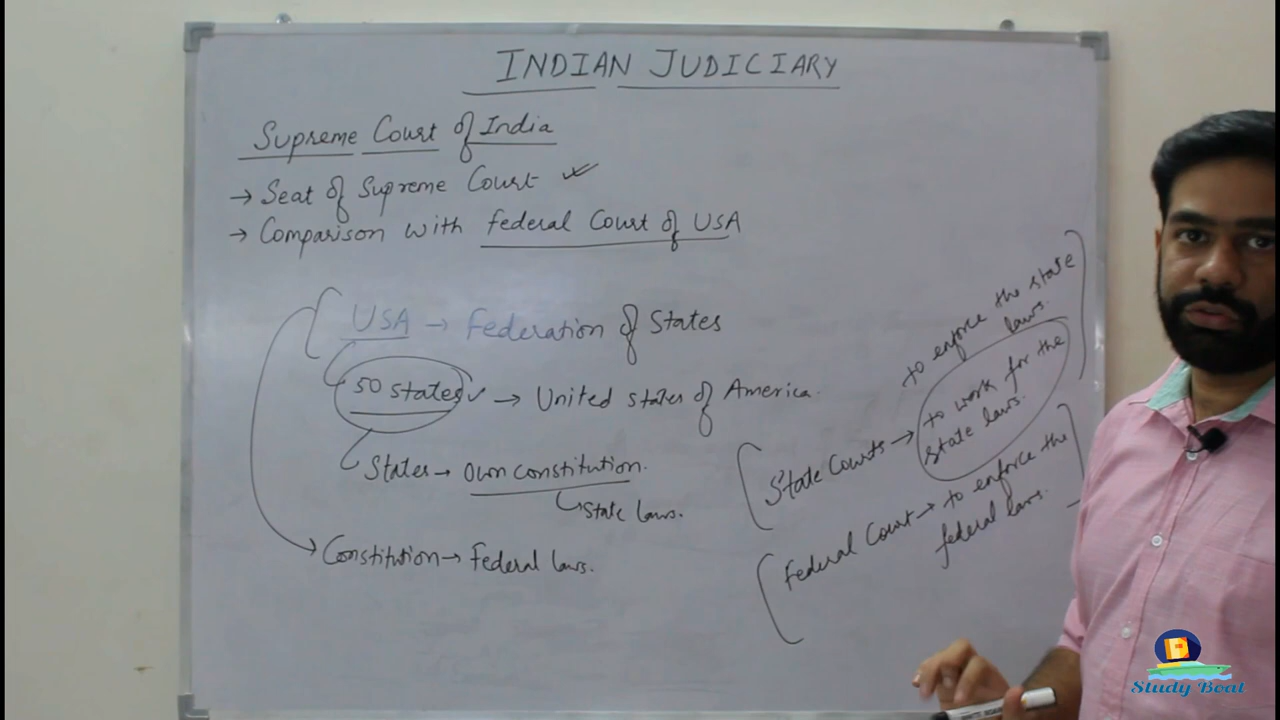 INDIAN JUDICIARY
Supreme Court of India
→ Seat of Supreme Court ✓
→ Comparison with federal Court of USA
USA → Federation of States
50 states ✓ → United states of America.
States → Own constitution.
State laws.
Constitution → Federal laws.
to enforce the state
laws.
State Courts → to work for the
state laws.
Federal Court → to enforce the
federal laws.
Study Boat